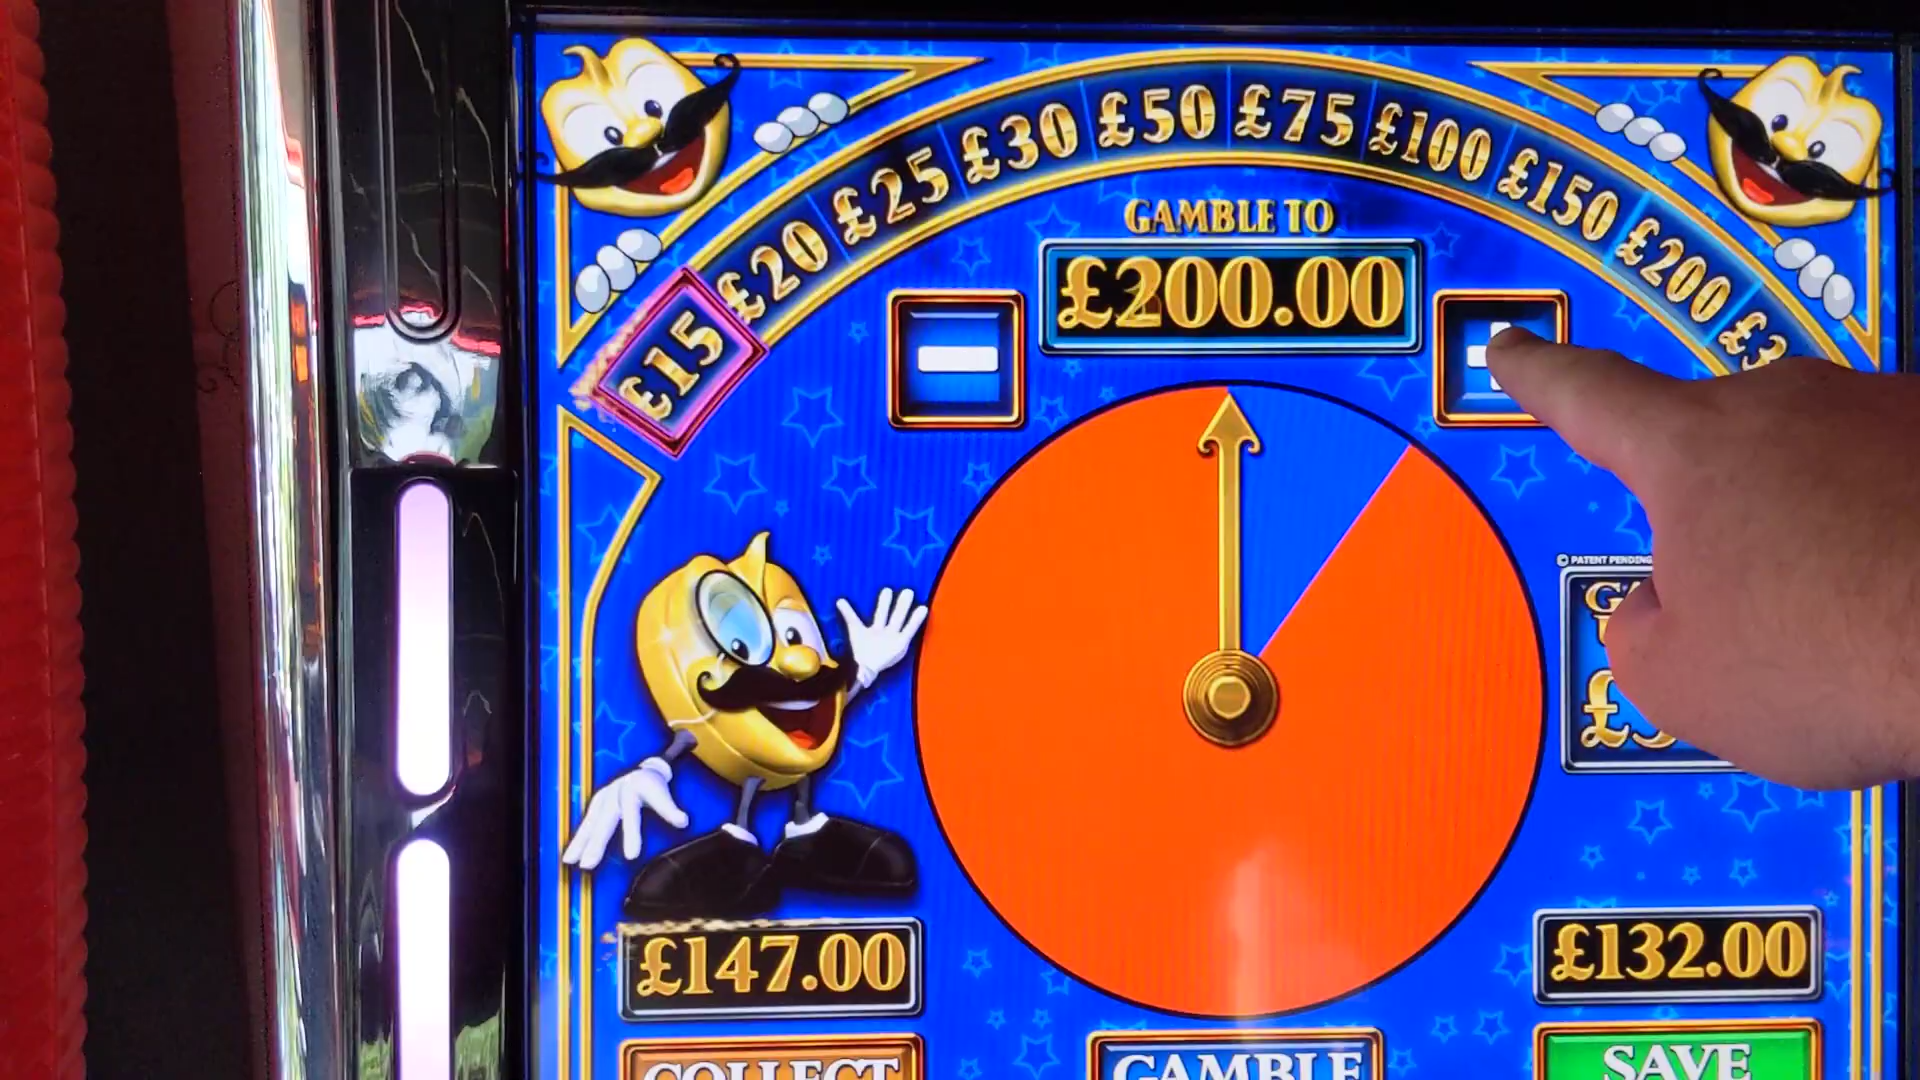 £15 £20 £25 £30 £50 £75 £100 £150 £200
GAMBLE TO
£200.00
© PATENT PENDING
£147.00
£132.00
COLLECT
GAMBLE
SAVE